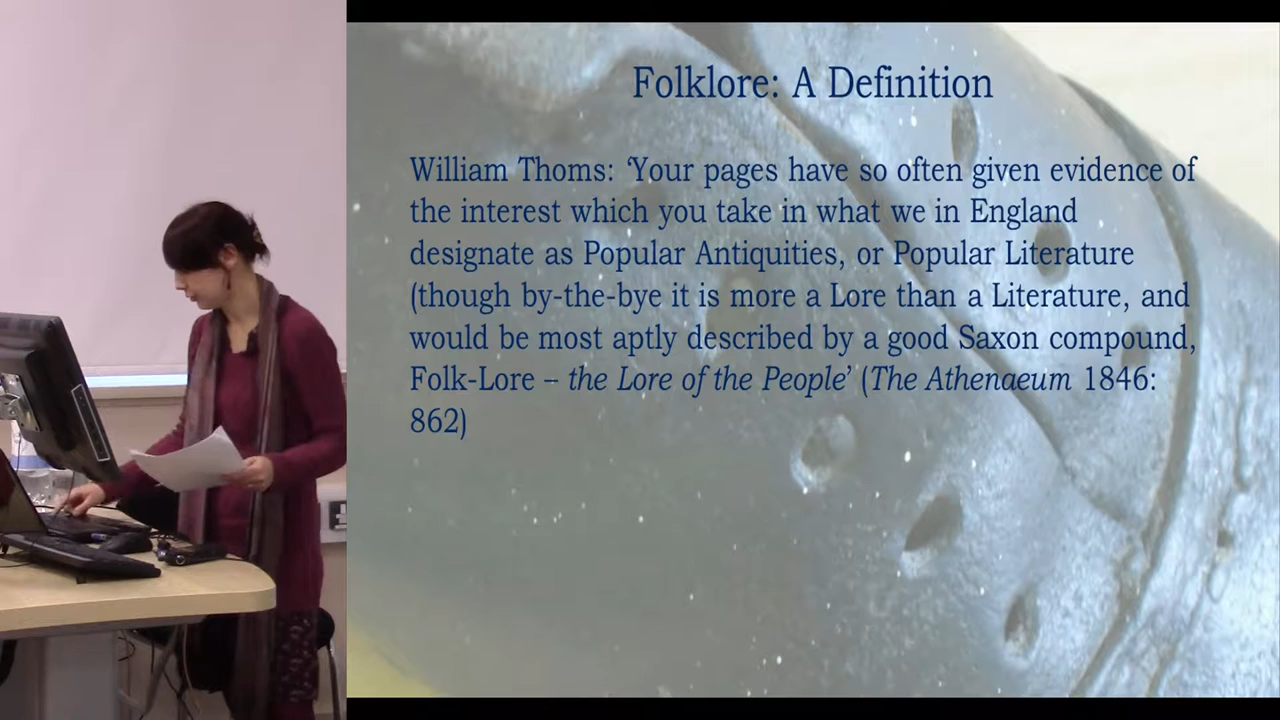 Folklore: A Definition
William Thoms: ‘Your pages have so often given evidence of
the interest which you take in what we in England
designate as Popular Antiquities, or Popular Literature
(though by-the-bye it is more a Lore than a Literature, and
would be most aptly described by a good Saxon compound,
Folk-Lore – the Lore of the People’ (The Athenaeum 1846:
862)